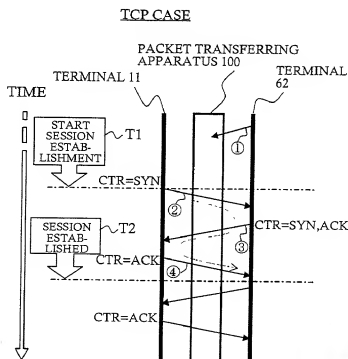 TCP CASE
PACKET TRANSFERRING
APPARATUS 100
TERMINAL 11
TERMINAL
62
TIME
START
SESSION
ESTAB-
LISHMENT
T1
①
CTR=SYN
②
CTR=SYN,ACK
③
SESSION
ESTAB-
LISHED
T2
CTR=ACK
④
CTR=ACK